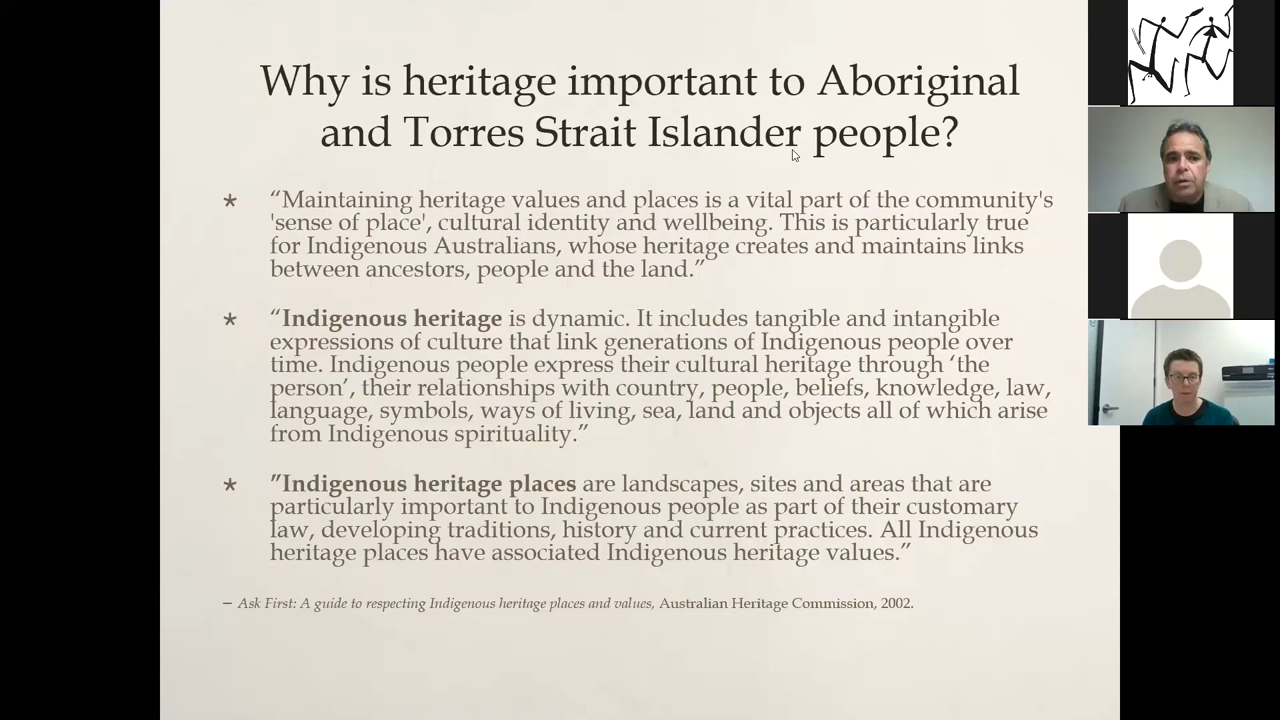 Why is heritage important to Aboriginal
and Torres Strait Islander people?
* “Maintaining heritage values and places is a vital part of the community's
'sense of place', cultural identity and wellbeing. This is particularly true
for Indigenous Australians, whose heritage creates and maintains links
between ancestors, people and the land.”
* “Indigenous heritage is dynamic. It includes tangible and intangible
expressions of culture that link generations of Indigenous people over
time. Indigenous people express their cultural heritage through ‘the
person’, their relationships with country, people, beliefs, knowledge, law,
language, symbols, ways of living, sea, land and objects all of which arise
from Indigenous spirituality.”
* ”Indigenous heritage places are landscapes, sites and areas that are
particularly important to Indigenous people as part of their customary
law, developing traditions, history and current practices. All Indigenous
heritage places have associated Indigenous heritage values.”
– Ask First: A guide to respecting Indigenous heritage places and values, Australian Heritage Commission, 2002.